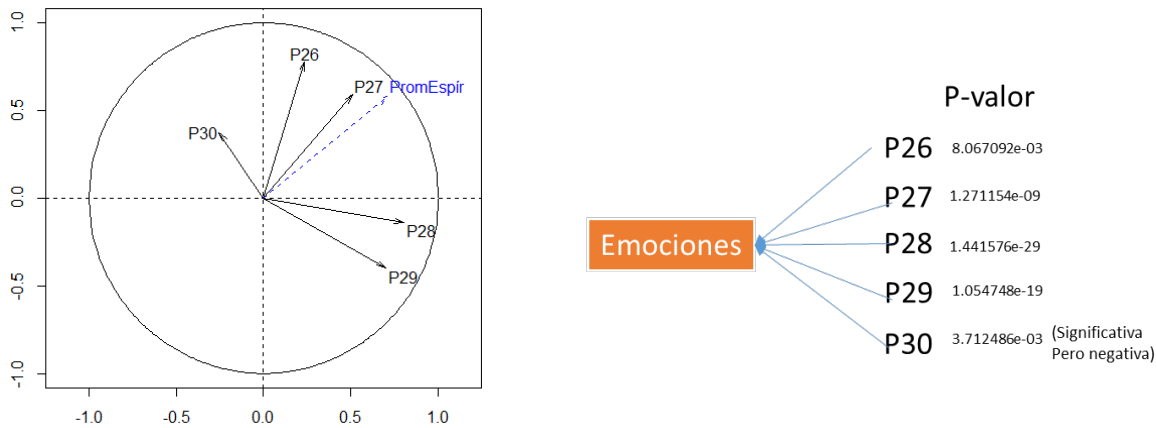 1.0
0.5
0.0
-0.5
-1.0
-1.0
-0.5
0.0
0.5
1.0
P26
P27
PromEspír
P30
P28
P29
P-valor
Emociones
P26 8.067092e-03
P27 1.271154e-09
P28 1.441576e-29
P29 1.054748e-19
P30 3.712486e-03 (Significativa
Pero negativa)